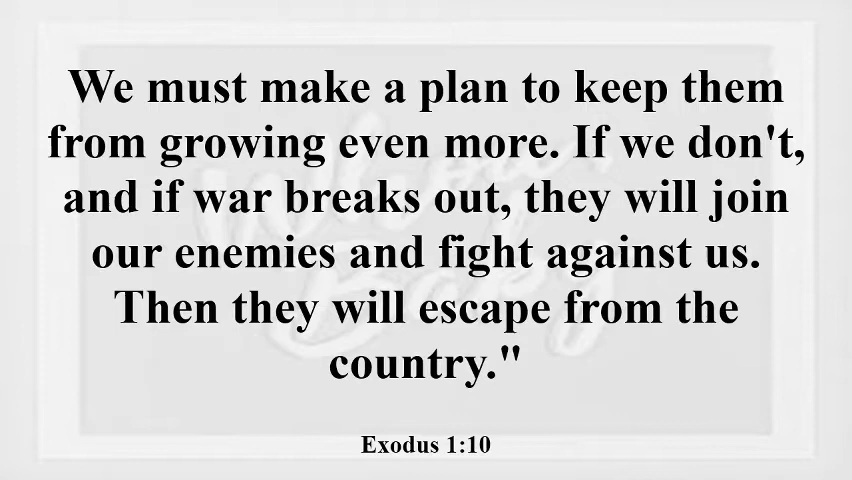 We must make a plan to keep them
from growing even more. If we don't,
and if war breaks out, they will join
our enemies and fight against us.
Then they will escape from the
country."
Exodus 1:10